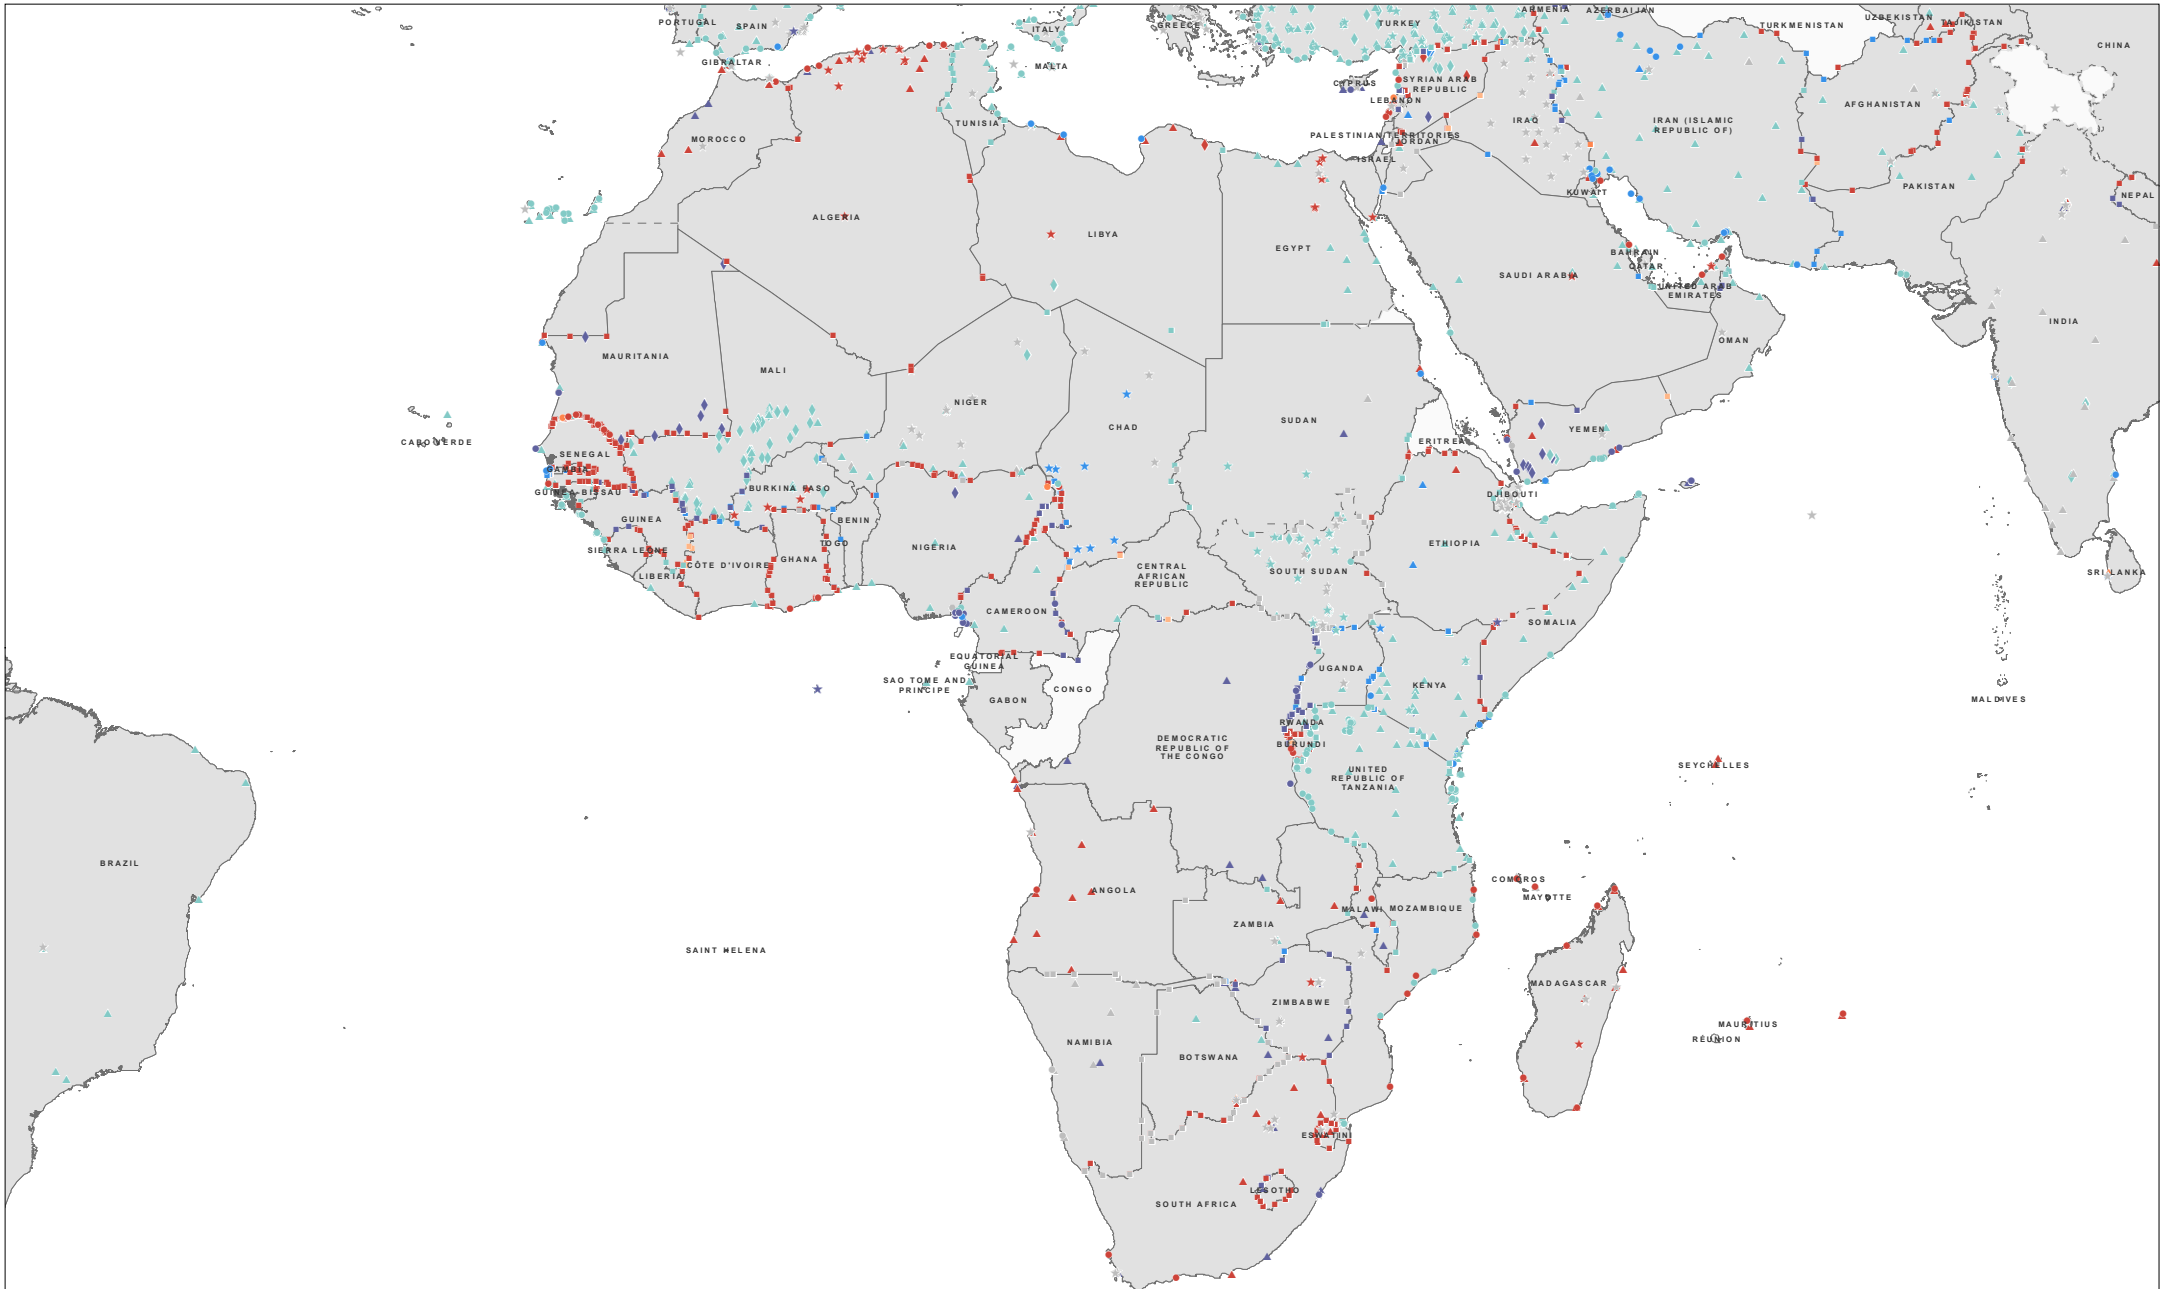 PORTUGAL
SPAIN
ITALY
GREECE
TURKEY
ARMENIA
AZERBAIJAN
TURKMENISTAN
UZBEKISTAN
TAJIKISTAN
CHINA
GIBRALTAR
MALTA
CYPRUS
SYRIAN ARAB
REPUBLIC
LEBANON
AFGHANISTAN
TUNISIA
MOROCCO
PALESTINIAN TERRITORIES
JORDAN
ISRAEL
IRAQ
IRAN (ISLAMIC
REPUBLIC OF)
KUWAIT
PAKISTAN
NEPAL
ALGERIA
LIBYA
EGYPT
SAUDI ARABIA
BAHRAIN
QATAR
UNITED ARAB
EMIRATES
OMAN
INDIA
MAURITANIA
MALI
NIGER
CHAD
SUDAN
ERITREA
YEMEN
CABO VERDE
SENEGAL
GAMBIA
GUINEA-BISSAU
GUINEA
BURKINA FASO
BENIN
TOGO
GHANA
NIGERIA
DJIBOUTI
ETHIOPIA
SIERRA LEONE
LIBERIA
CÔTE D'IVOIRE
CENTRAL
AFRICAN
REPUBLIC
SOUTH SUDAN
SRI LANKA
CAMEROON
SOMALIA
EQUATORIAL
GUINEA
SAO TOME AND
PRINCIPE
GABON
CONGO
UGANDA
KENYA
MALDIVES
RWANDA
BURUNDI
DEMOCRATIC
REPUBLIC OF
THE CONGO
UNITED
REPUBLIC OF
TANZANIA
SEYCHELLES
BRAZIL
ANGOLA
COMOROS
MAYOTTE
MALAWI
MOZAMBIQUE
ZAMBIA
SAINT HELENA
MADAGASCAR
ZIMBABWE
MAURITIUS
RÉUNION
NAMIBIA
BOTSWANA
ESWATINI
LESOTHO
SOUTH AFRICA